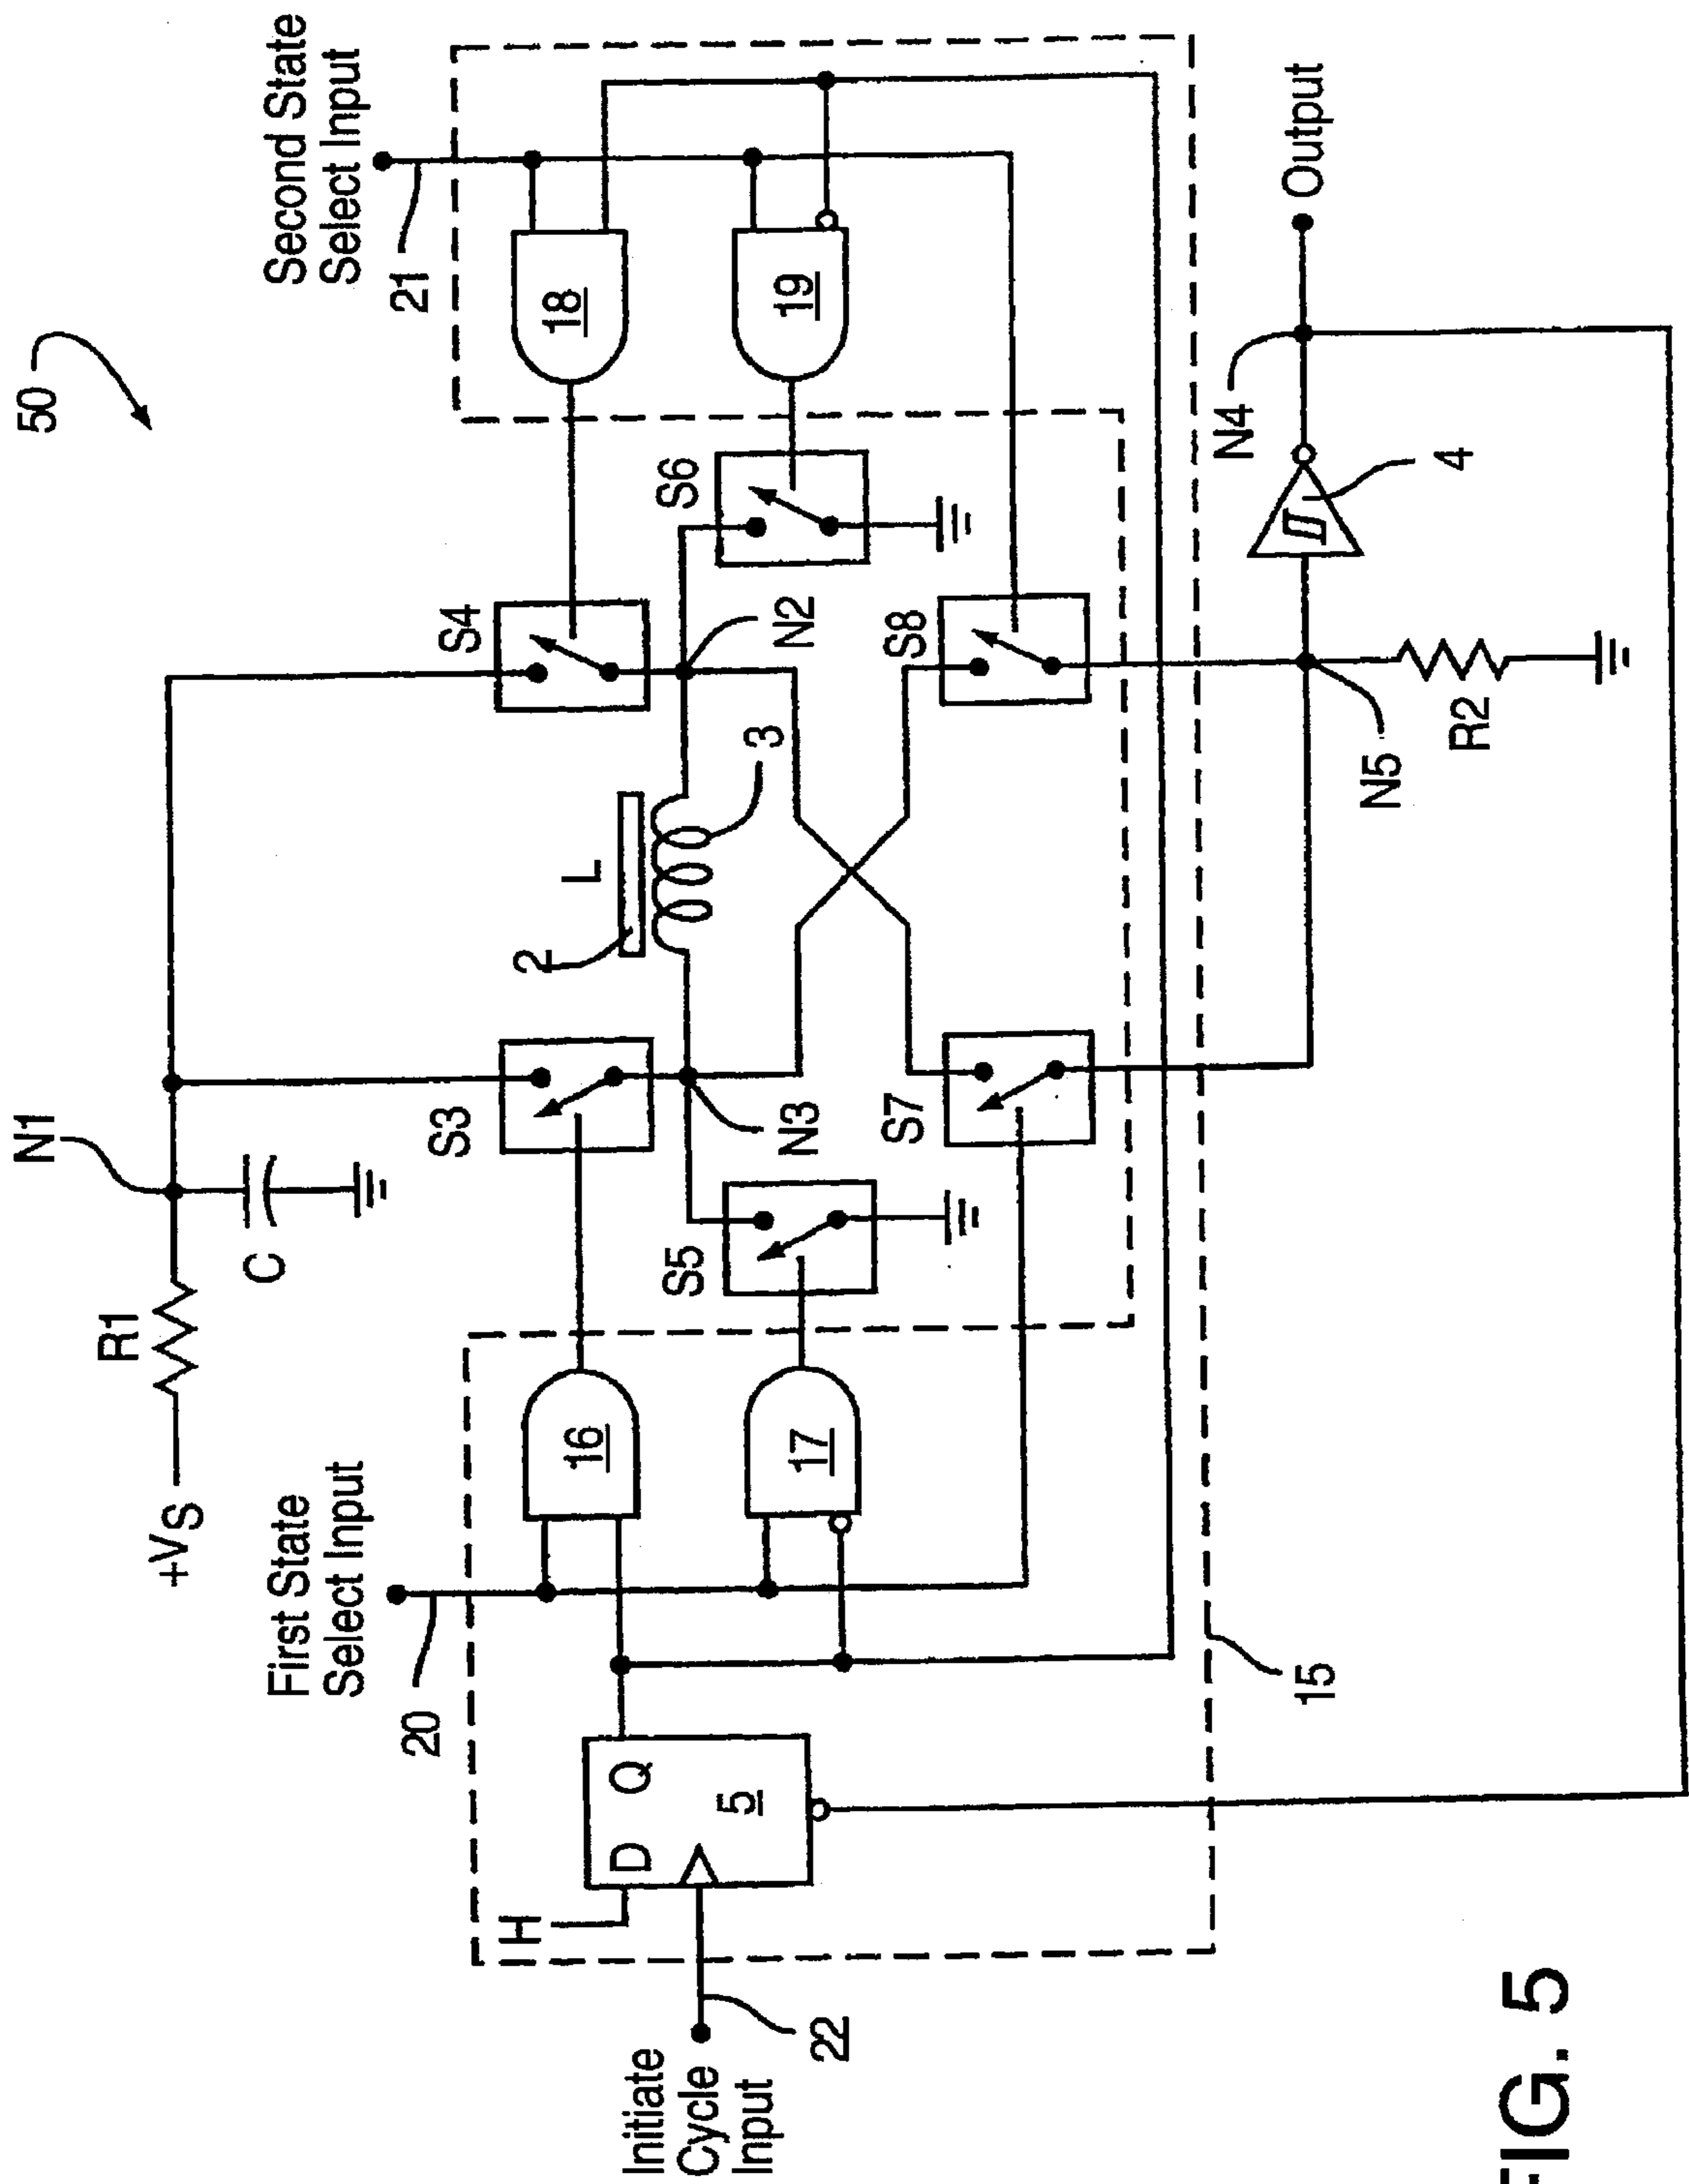 50
N1
+VS
R1
C
First State
Select Input
20
Second State
Select Input
21
H
D
Q
5
16
17
18
19
S3
S4
L
2
3
N3
N2
S5
S6
S7
S8
Initiate
Cycle
Input
22
15
N5
R2
4
N4
Output
FIG. 5